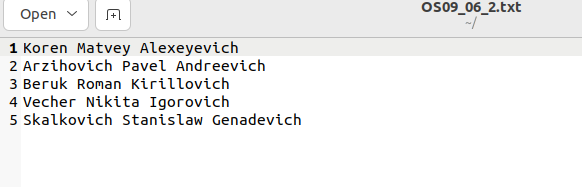 Open
OS09_06_2.txt
~/
1 Koren Matvey Alexeyevich
2 Arzihovich Pavel Andreevich
3 Beruk Roman Kirillovich
4 Vecher Nikita Igorovich
5 Skalkovich Stanislaw Genadevich